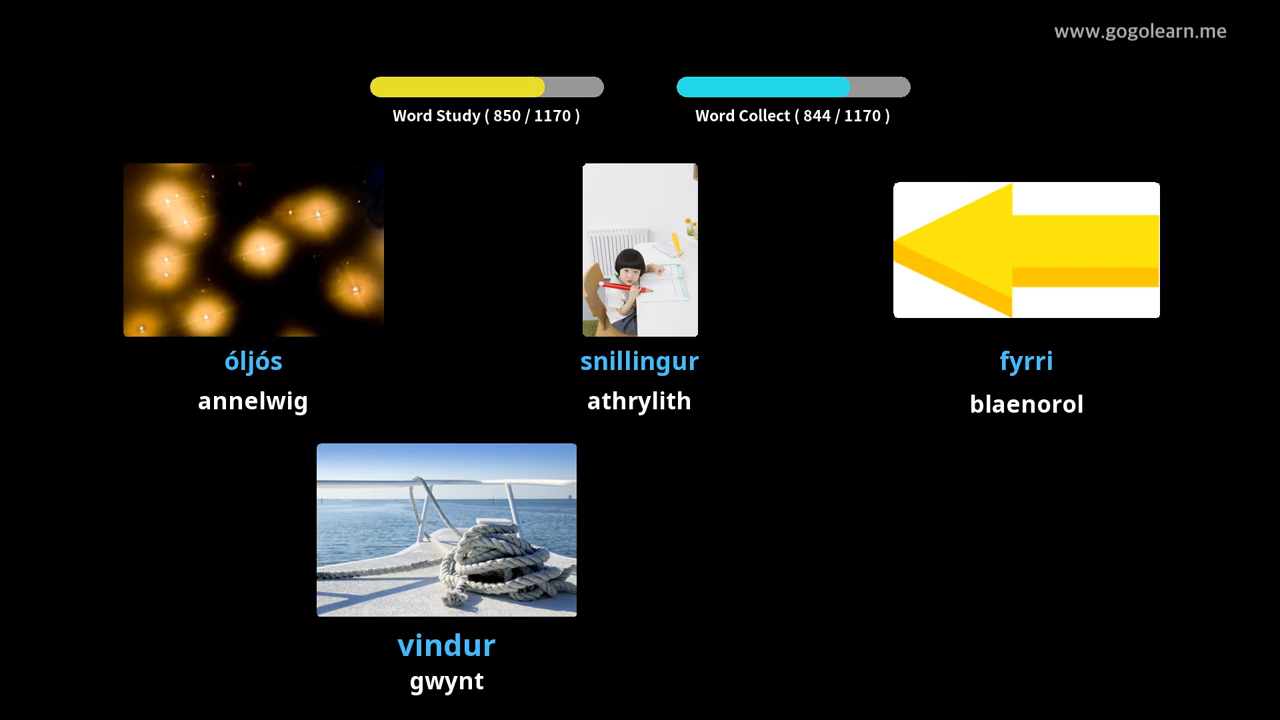 www.gogolearn.me
Word Study ( 850 / 1170 )
Word Collect ( 844 / 1170 )
óljós
snillingur
fyrri
annelwig
athrylith
blaenorol
vindur
gwynt